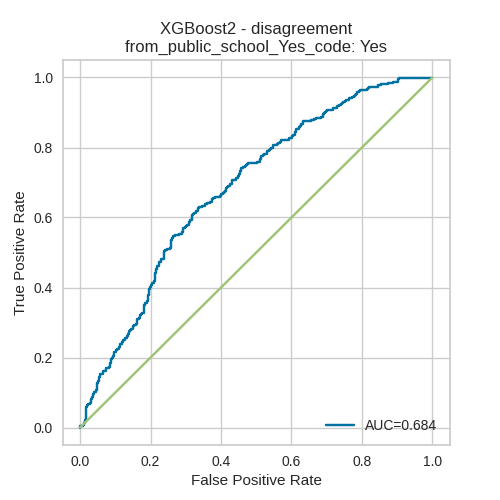 XGBoost2 - disagreement
from_public_school_Yes_code: Yes
True Positive Rate
1.0
0.8
0.6
0.4
0.2
0.0
AUC=0.684
0.0 0.2 0.4 0.6 0.8 1.0
False Positive Rate